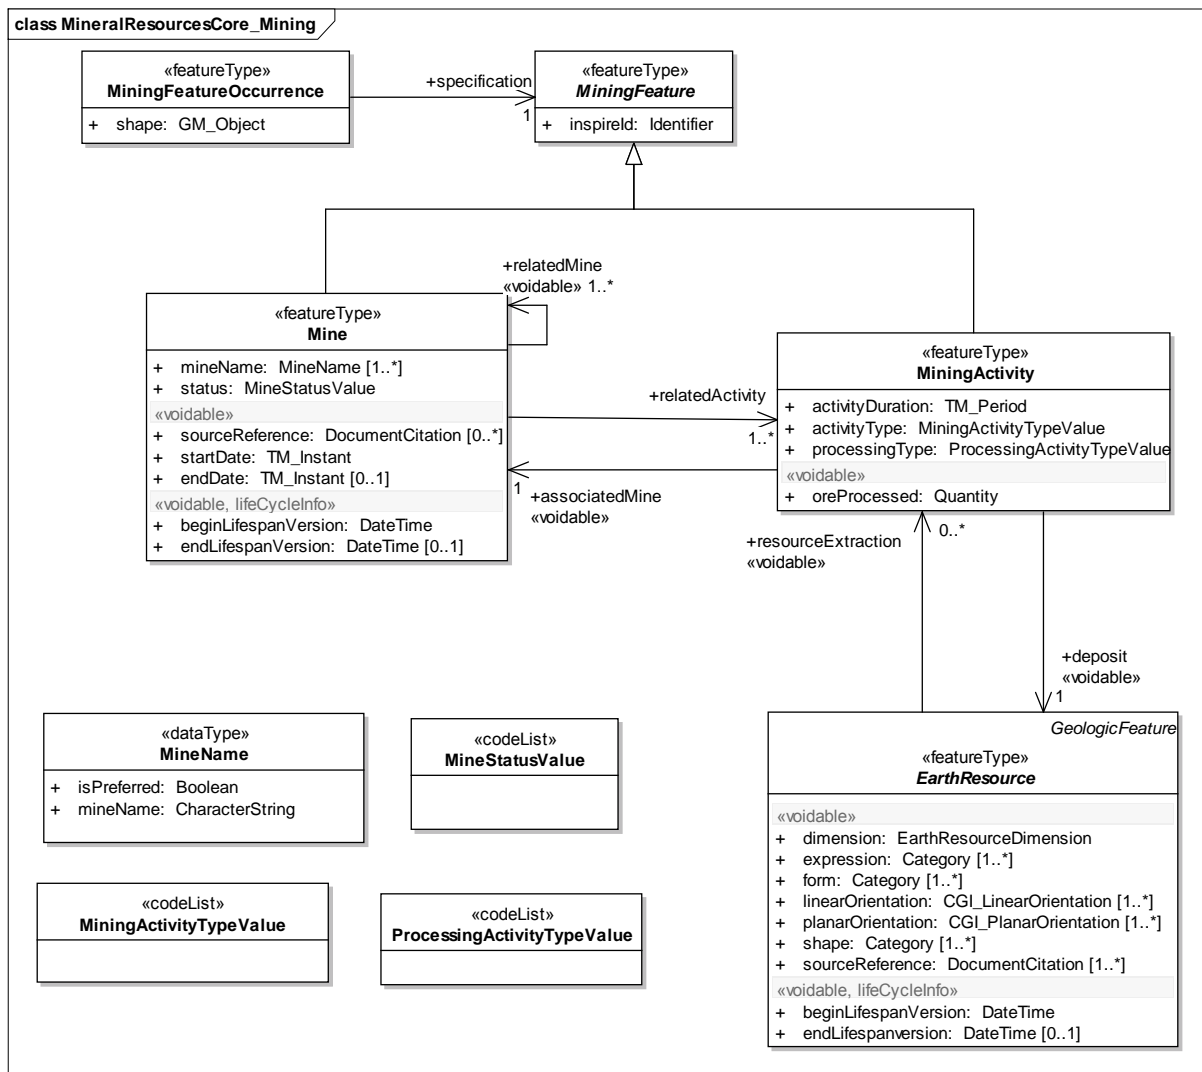 class MineralResourcesCore_Mining
«featureType»
MiningFeatureOccurrence
+ shape: GM_Object
+specification
1
«featureType»
MiningFeature
+ inspireId: Identifier
+relatedMine
«voidable» 1..*
«featureType»
Mine
+ mineName: MineName [1..*]
+ status: MineStatusValue
«voidable»
+ sourceReference: DocumentCitation [0..*]
+ startDate: TM_Instant
+ endDate: TM_Instant [0..1]
«voidable, lifeCycleInfo»
+ beginLifespanVersion: DateTime
+ endLifespanVersion: DateTime [0..1]
+relatedActivity
1..*
1
+associatedMine
«voidable»
«featureType»
MiningActivity
+ activityDuration: TM_Period
+ activityType: MiningActivityTypeValue
+ processingType: ProcessingActivityTypeValue
«voidable»
+ oreProcessed: Quantity
+resourceExtraction
«voidable»
0..*
+deposit
«voidable»
1
«dataType»
MineName
+ isPreferred: Boolean
+ mineName: CharacterString
«codeList»
MineStatusValue
«codeList»
MiningActivityTypeValue
«codeList»
ProcessingActivityTypeValue
GeologicFeature
«featureType»
EarthResource
«voidable»
+ dimension: EarthResourceDimension
+ expression: Category [1..*]
+ form: Category [1..*]
+ linearOrientation: CGI_LinearOrientation [1..*]
+ planarOrientation: CGI_PlanarOrientation [1..*]
+ shape: Category [1..*]
+ sourceReference: DocumentCitation [1..*]
«voidable, lifeCycleInfo»
+ beginLifespanVersion: DateTime
+ endLifespanversion: DateTime [0..1]